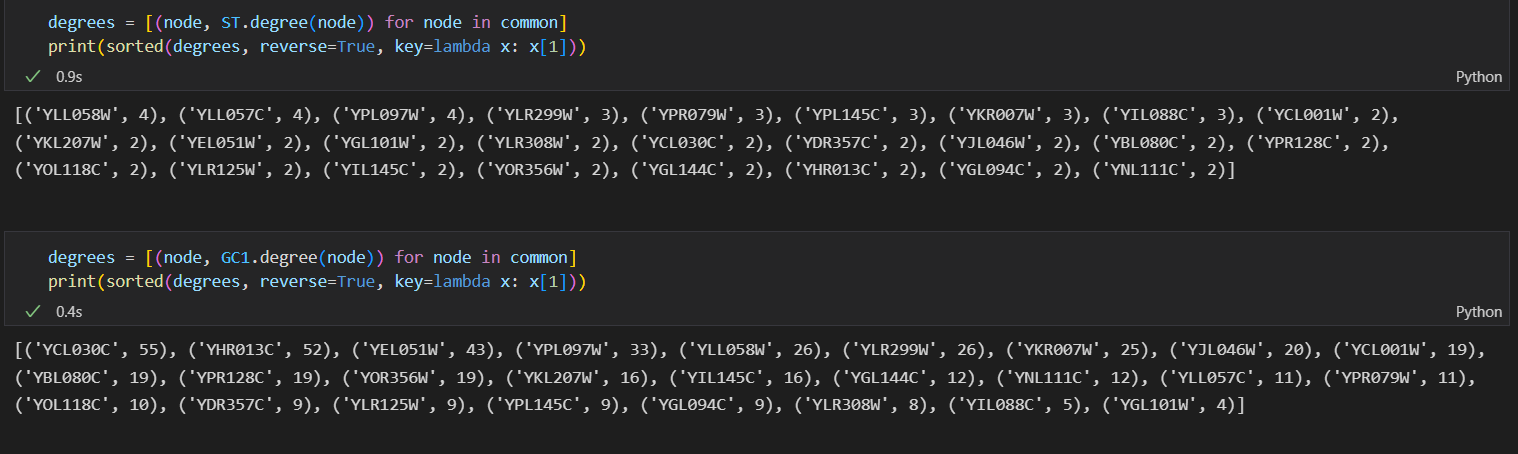 degrees = [(node, ST.degree(node)) for node in common]
print(sorted(degrees, reverse=True, key=lambda x: x[1]))
✓ 0.9s Python
[('YLL058W', 4), ('YLL057C', 4), ('YPL097W', 4), ('YLR299W', 3), ('YPR079W', 3), ('YPL145C', 3), ('YKR007W', 3), ('YIL088C', 3), ('YCL001W', 2),
('YKL207W', 2), ('YEL051W', 2), ('YGL101W', 2), ('YLR308W', 2), ('YCL030C', 2), ('YDR357C', 2), ('YJL046W', 2), ('YBL080C', 2), ('YPR128C', 2),
('YOL118C', 2), ('YLR125W', 2), ('YIL145C', 2), ('YOR356W', 2), ('YGL144C', 2), ('YHR013C', 2), ('YGL094C', 2), ('YNL111C', 2)]
degrees = [(node, GC1.degree(node)) for node in common]
print(sorted(degrees, reverse=True, key=lambda x: x[1]))
✓ 0.4s Python
[('YCL030C', 55), ('YHR013C', 52), ('YEL051W', 43), ('YPL097W', 33), ('YLL058W', 26), ('YLR299W', 26), ('YKR007W', 25), ('YJL046W', 20), ('YCL001W', 19),
('YBL080C', 19), ('YPR128C', 19), ('YOR356W', 19), ('YKL207W', 16), ('YIL145C', 16), ('YGL144C', 12), ('YNL111C', 12), ('YLL057C', 11), ('YPR079W', 11),
('YOL118C', 10), ('YDR357C', 9), ('YLR125W', 9), ('YPL145C', 9), ('YGL094C', 9), ('YLR308W', 8), ('YIL088C', 5), ('YGL101W', 4)]